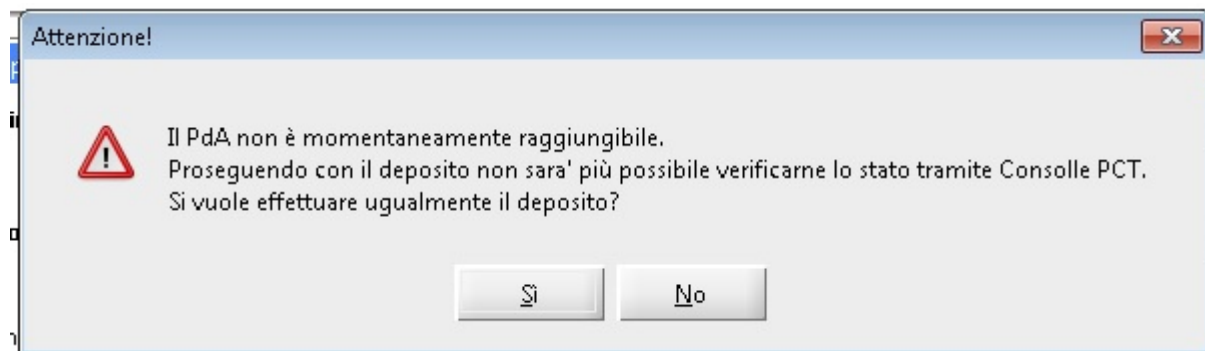 Attenzione!
Il PdA non è momentaneamente raggiungibile.
Proseguendo con il deposito non sara' più possibile verificarne lo stato tramite Consolle PCT.
Si vuole effettuare ugualmente il deposito?
Sì
No